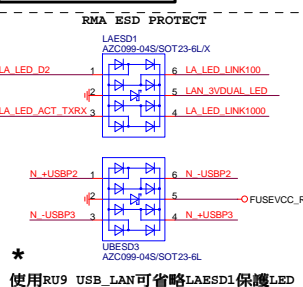 RMA ESD PROTECT
LAESD1
AZC099-04S/SOT23-6L/X
LA_LED_D2 1 6 LA_LED_LINK100
2 5 LAN_3VDUAL_LED
LA_LED_ACT_TXRX 3 4 LA_LED_LINK1000
N_+USBP2 1 6 N_-USBP2
2 5 FUSEVCC_R
N_-USBP3 3 4 N_+USBP3
UBESD3
AZC099-04S/SOT23-6L
*
使用RU9 USB_LAN可省略LAESD1保護LED